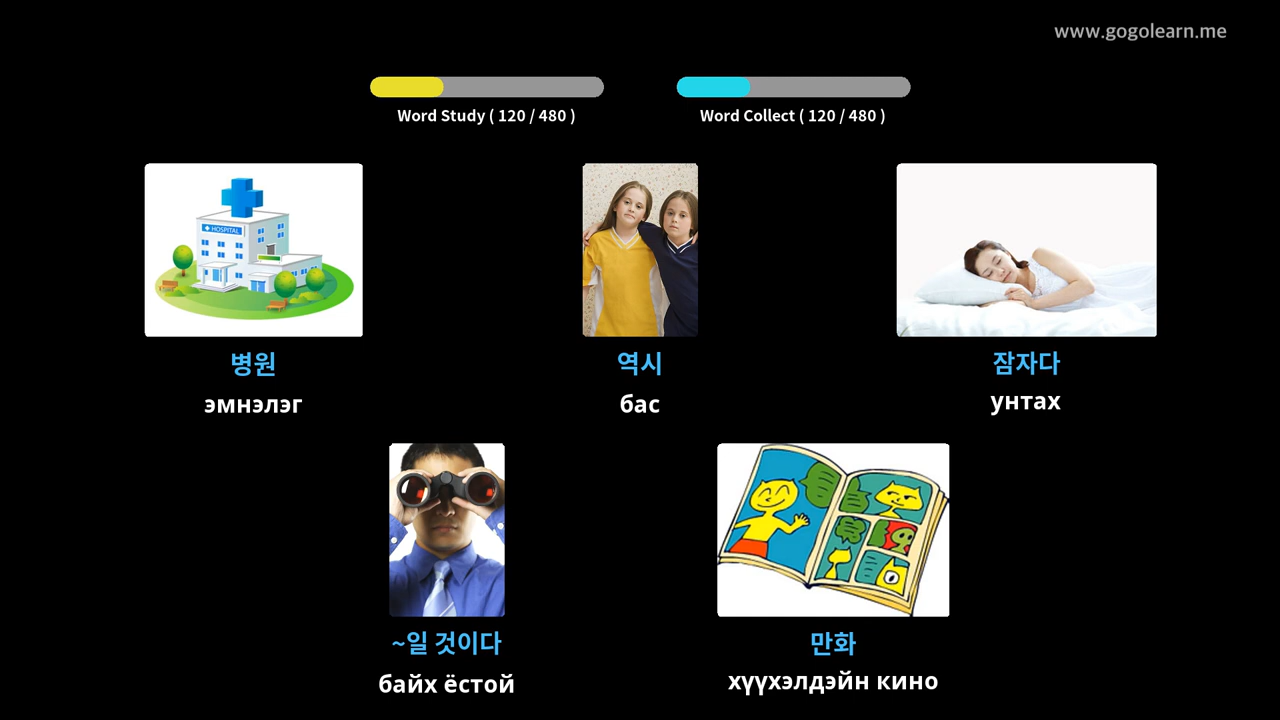 www.gogolearn.me
Word Study ( 120 / 480 )
Word Collect ( 120 / 480 )
HOSPITAL
병원
эмнэлэг
역시
бас
잠자다
унтах
~일 것이다
байх ёстой
만화
хүүхэлдэйн кино